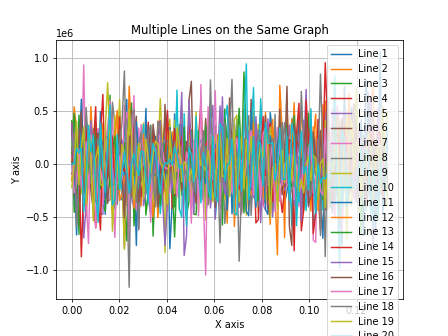 Multiple Lines on the Same Graph
1e6
1.0
0.5
0.0
−0.5
−1.0
Y axis
0.00
0.02
0.04
0.06
0.08
0.10
X axis
Line 1
Line 2
Line 3
Line 4
Line 5
Line 6
Line 7
Line 8
Line 9
Line 10
Line 11
Line 12
Line 13
Line 14
Line 15
Line 16
Line 17
Line 18
Line 19
Line 20